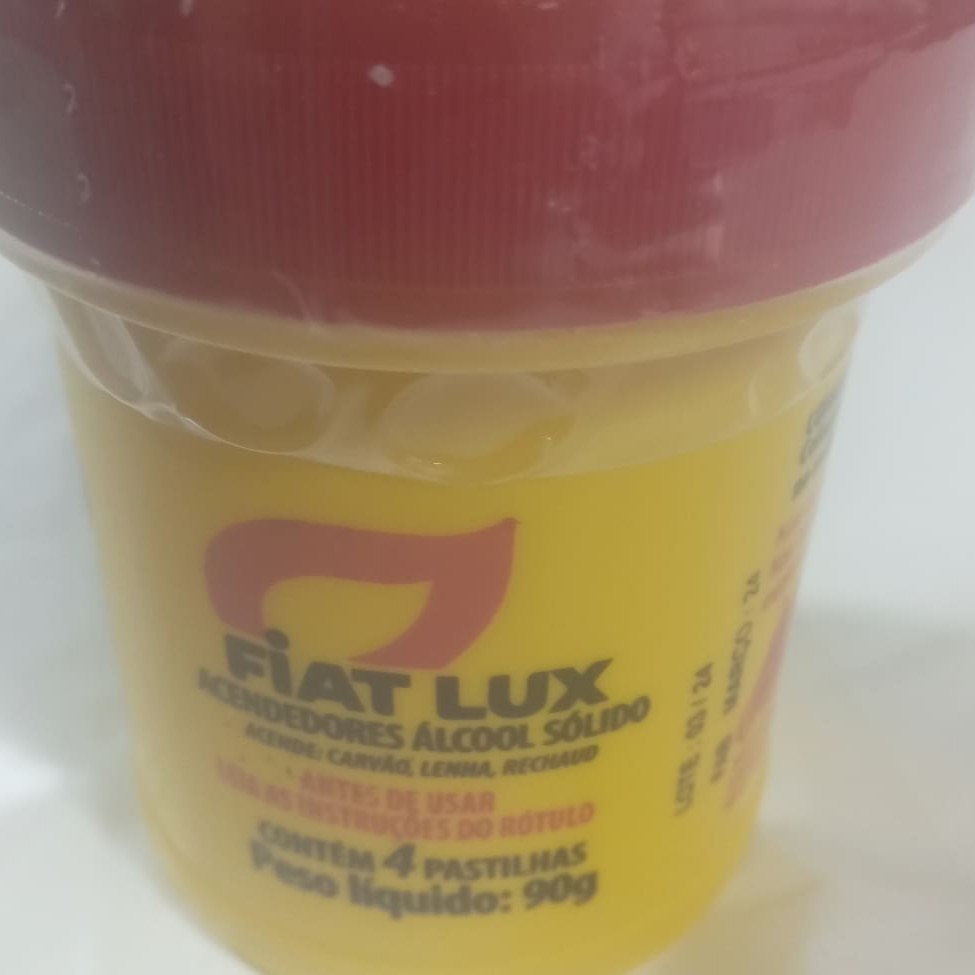 FiAT LUX
ACENDEDORES ÁLCOOL SÓLIDO
ACENDE: CARVÃO, LENHA, RECHAUD
ANTES DE USAR
LEIA AS INSTRUÇÕES DO RÓTULO
CONTÉM 4 PASTILHAS
Peso líquido: 90g
LOTE: 03 / 24
FAB MARÇO / 24